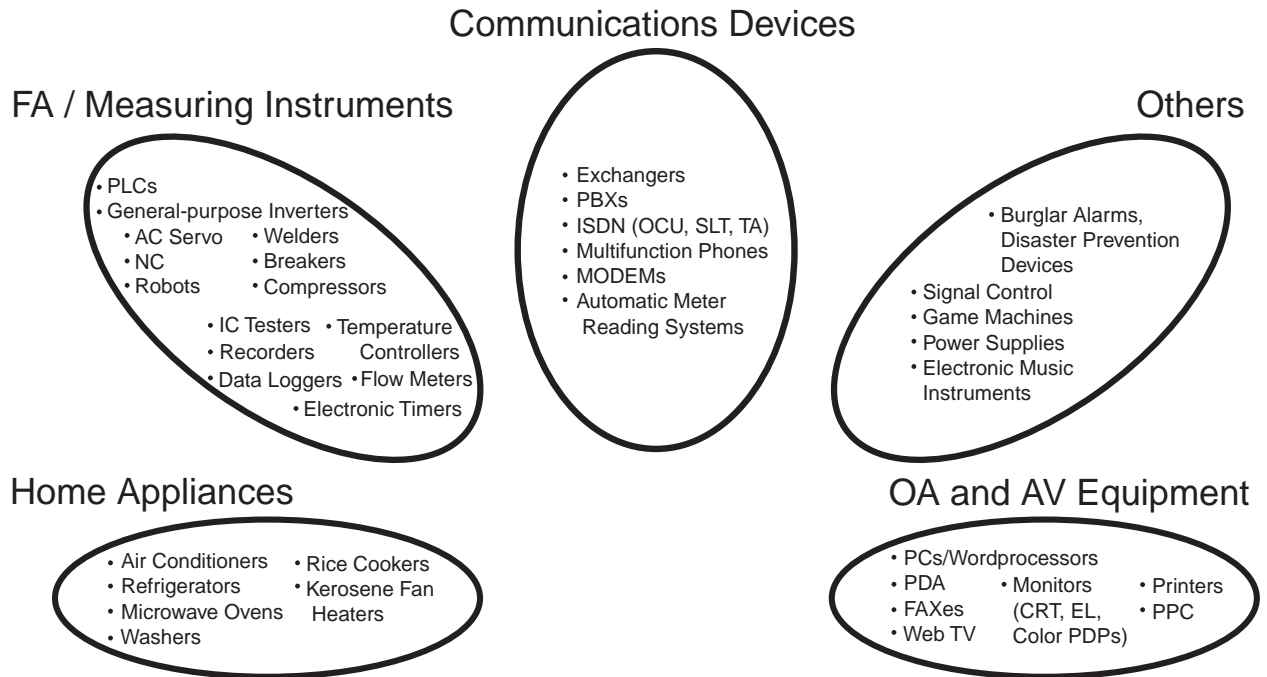 Communications Devices
• Exchangers
• PBXs
• ISDN (OCU, SLT, TA)
• Multifunction Phones
• MODEMs
• Automatic Meter
Reading Systems
FA / Measuring Instruments
• PLCs
• General-purpose Inverters
• AC Servo • Welders
• NC • Breakers
• Robots • Compressors
• IC Testers • Temperature
• Recorders Controllers
• Data Loggers • Flow Meters
• Electronic Timers
Others
• Burglar Alarms,
Disaster Prevention
Devices
• Signal Control
• Game Machines
• Power Supplies
• Electronic Music
Instruments
Home Appliances
• Air Conditioners • Rice Cookers
• Refrigerators • Kerosene Fan
• Microwave Ovens Heaters
• Washers
OA and AV Equipment
• PCs/Wordprocessors
• PDA • Monitors • Printers
• FAXes (CRT, EL, • PPC
• Web TV Color PDPs)